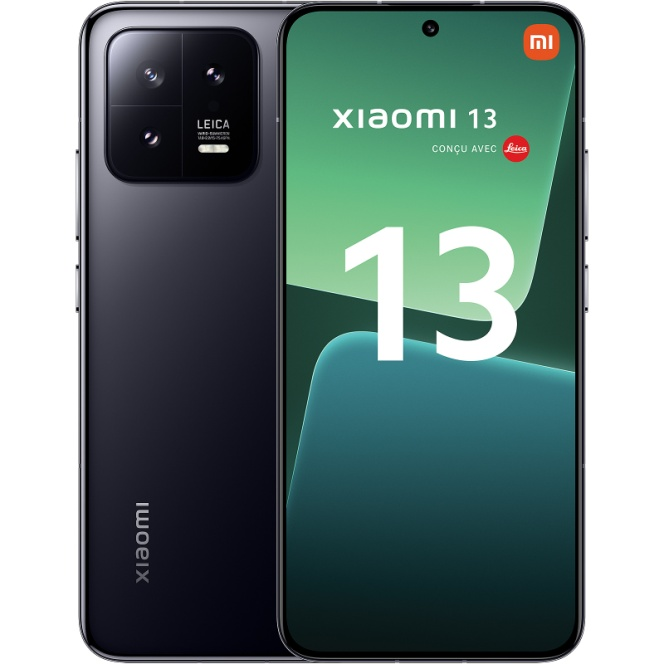 LEICA
xiaomi
mi
xiaomi 13
CONÇU AVEC Leica
13